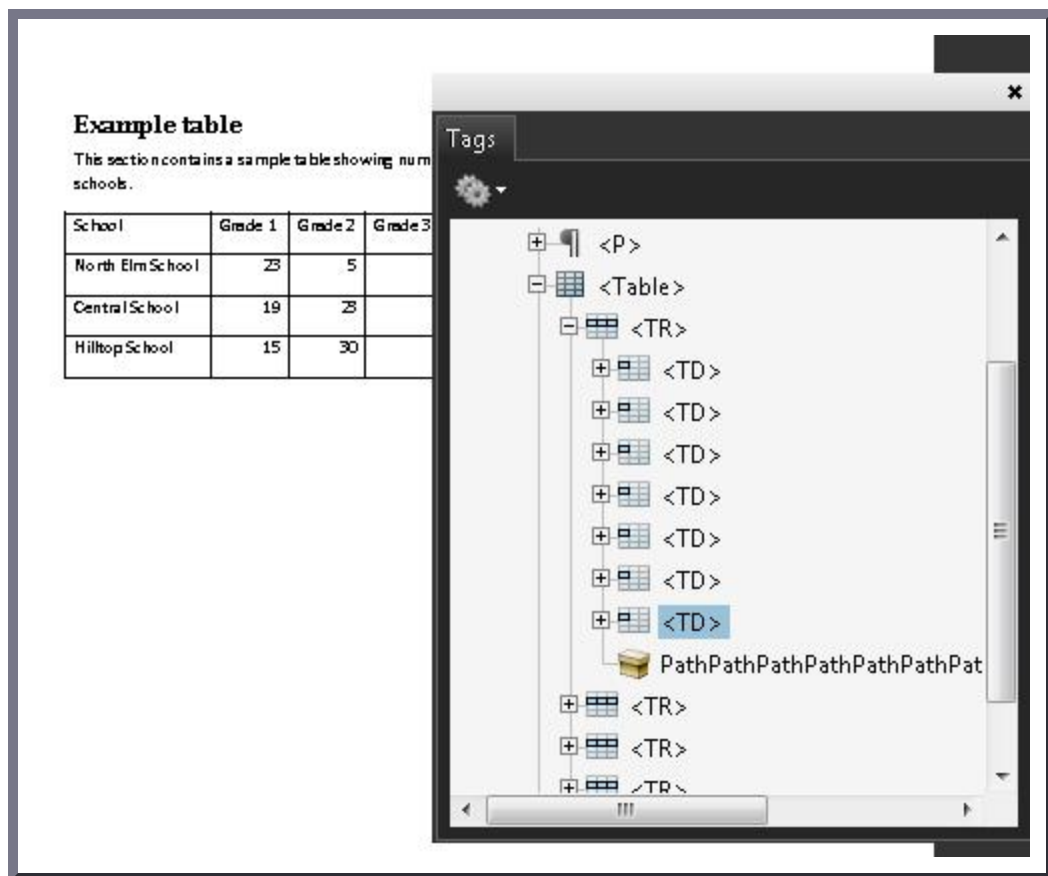 Example table
This section contains a sample table showing num
schools.
School Grade 1 Grade 2 Grade 3
North Elm School 23 5
Central School 19 23
Hilltop School 15 30
Tags
<P>
<Table>
<TR>
<TD>
<TD>
<TD>
<TD>
<TD>
<TD>
<TD>
PathPathPathPathPathPathPat
<TR>
<TR>
<TR>